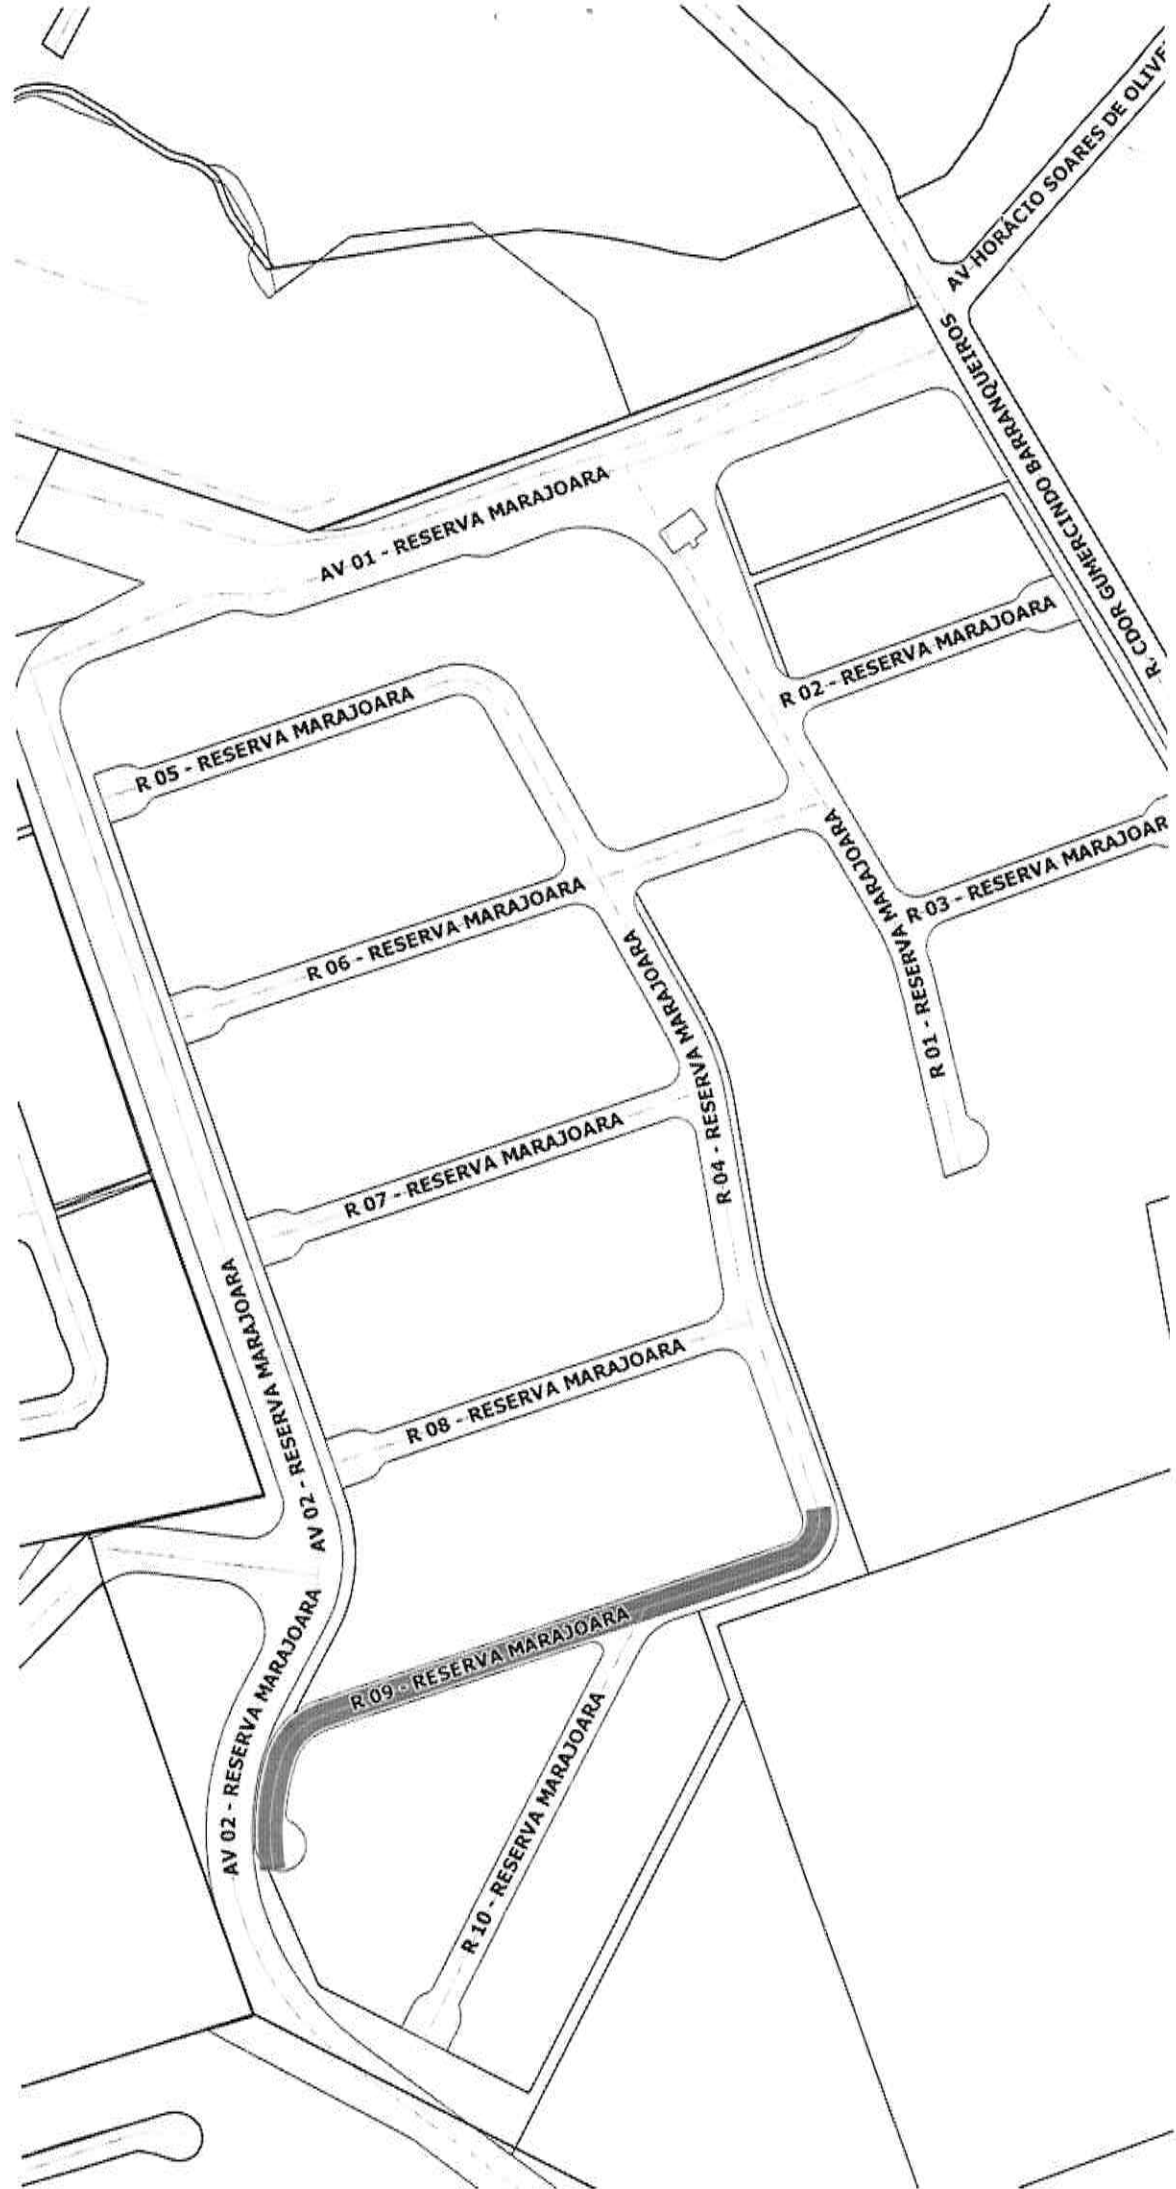 AV HORÁCIO SOARES DE OLIVE
R. CDOR GUMERCINDO BARRANQUEIROS
AV 01 - RESERVA MARAJOARA
R 02 - RESERVA MARAJOARA
R 05 - RESERVA MARAJOARA
R 03 - RESERVA MARAJOAR
R 01 - RESERVA MARAJOARA
R 06 - RESERVA MARAJOARA
R 04 - RESERVA MARAJOARA
R 07 - RESERVA MARAJOARA
AV 02 - RESERVA MARAJOARA
R 08 - RESERVA MARAJOARA
AV 02 - RESERVA MARAJOARA
R 09 - RESERVA MARAJOARA
R 10 - RESERVA MARAJOARA